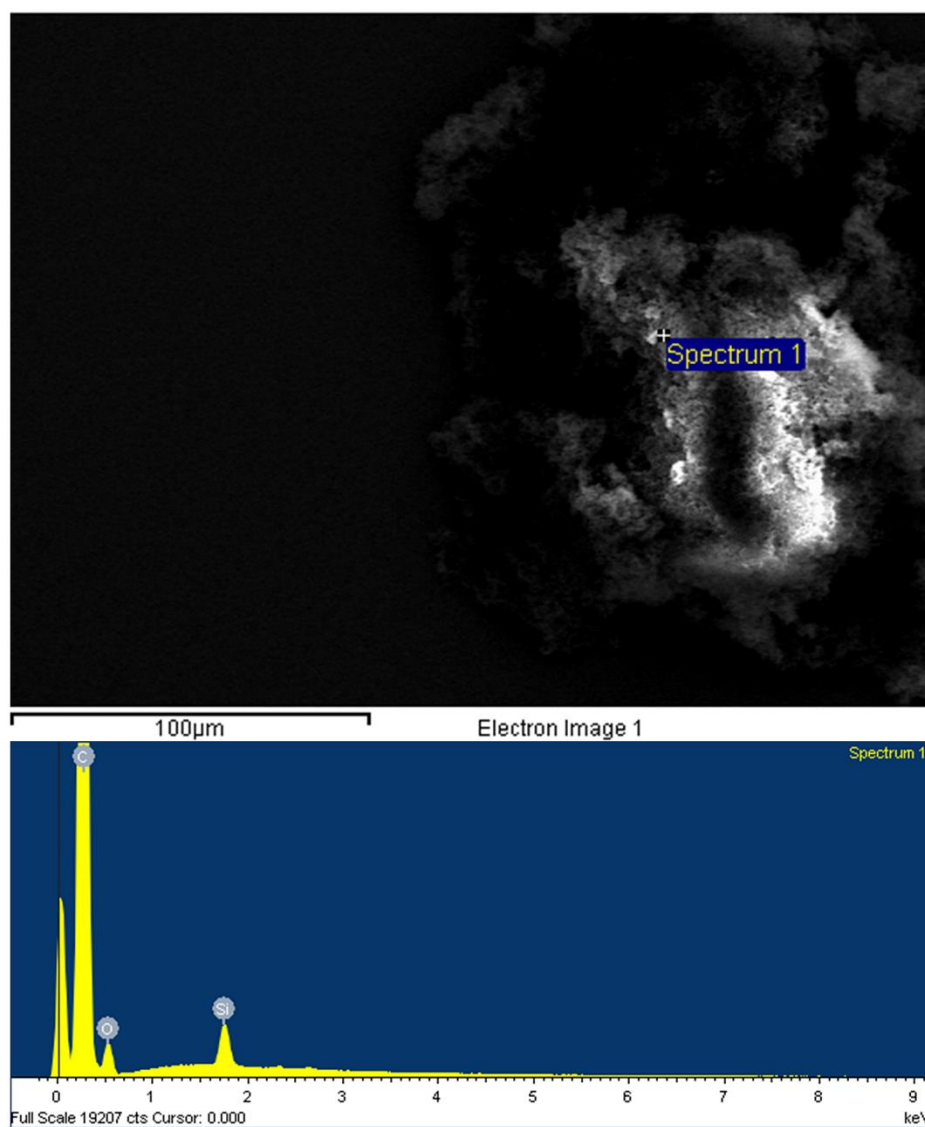 Spectrum 1
100µm
Electron Image 1
Spectrum 1
C
Si
O
0 1 2 3 4 5 6 7 8 9
Full Scale 19207 cts Cursor: 0.000
keV